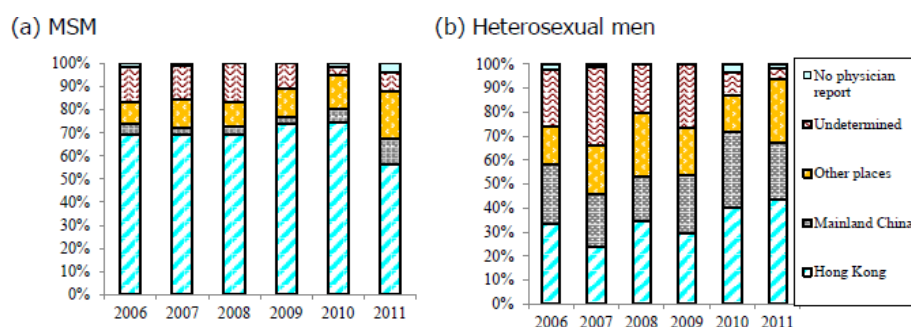 (a) MSM
100%
90%
80%
70%
60%
50%
40%
30%
20%
10%
0%
2006 2007 2008 2009 2010 2011
(b) Heterosexual men
100%
90%
80%
70%
60%
50%
40%
30%
20%
10%
0%
2006 2007 2008 2009 2010 2011
No physician
report
Undetermined
Other places
Mainland China
Hong Kong